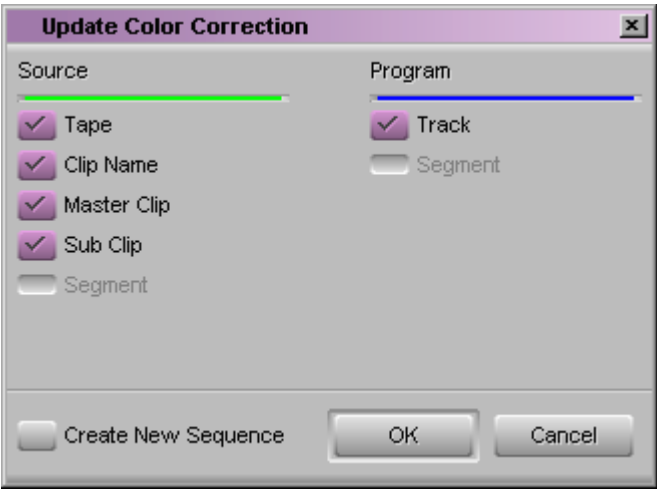 Update Color Correction
Source
Tape
Clip Name
Master Clip
Sub Clip
Segment
Program
Track
Segment
Create New Sequence
OK
Cancel